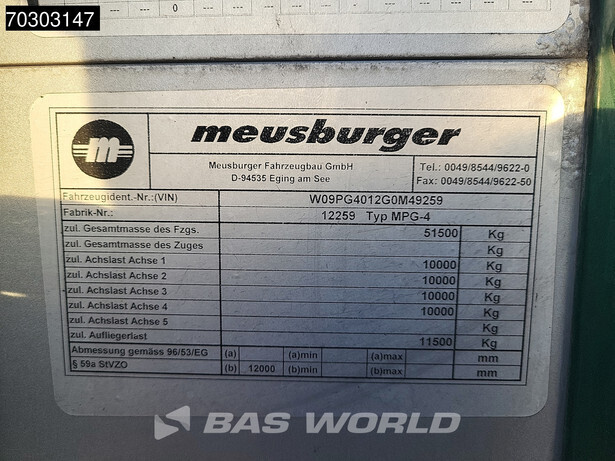 70303147
--- --- --- 0 --- --- --- --- --- ---
m meusburger
Meusburger Fahrzeugbau GmbH
D-94535 Eging am See
Tel.: 0049/8544/9622-0
Fax: 0049/8544/9622-50
Fahrzeugident.-Nr.:(VIN) W09PG4012G0M49259
Fabrik-Nr.: 12259 Typ MPG-4
zul. Gesamtmasse des Fzgs. 51500 Kg
zul. Gesamtmasse des Zuges Kg
zul. Achslast Achse 1 10000 Kg
zul. Achslast Achse 2 10000 Kg
zul. Achslast Achse 3 10000 Kg
zul. Achslast Achse 4 10000 Kg
zul. Achslast Achse 5 Kg
zul. Aufliegerlast 11500 Kg
Abmessung gemäss 96/53/EG (a) (a)min (a)max mm
§ 59a StVZO (b) 12000 (b)min (b)max mm
BAS WORLD